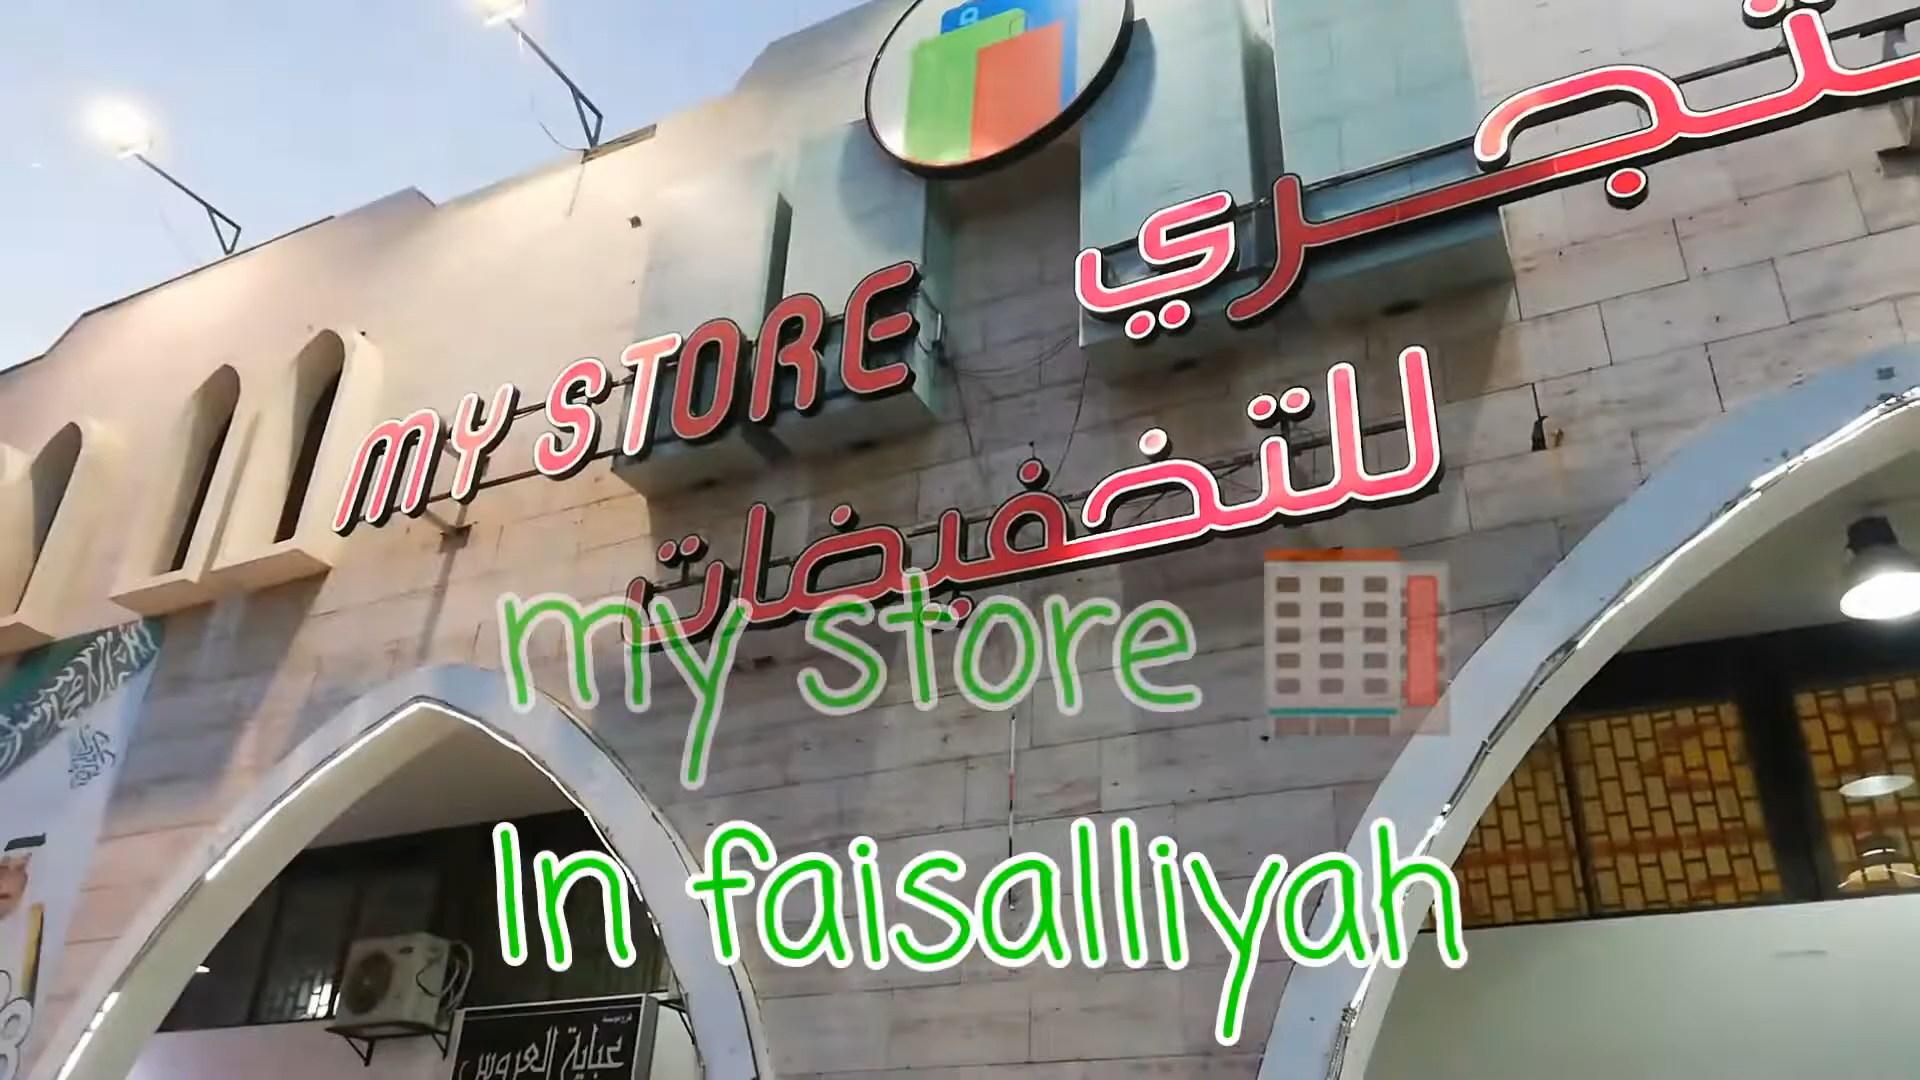 متجري
MY STORE
للتخفيضات
my store
In faisalliyah
عباية العروس